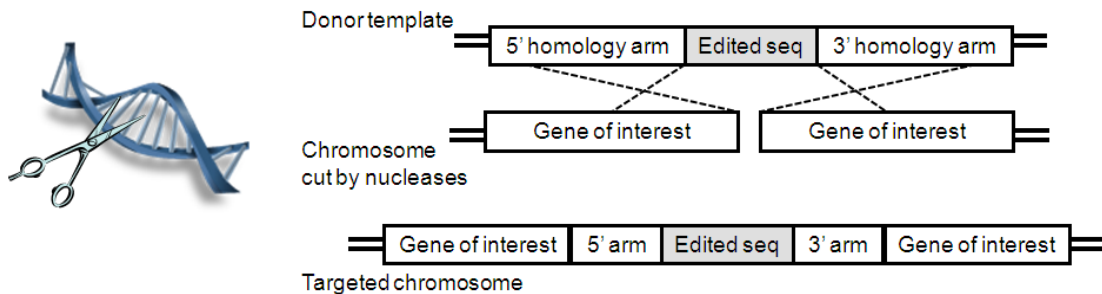 Donor template
5’ homology arm Edited seq 3’ homology arm
Gene of interest Gene of interest
Chromosome
cut by nucleases
Gene of interest 5’ arm Edited seq 3’ arm Gene of interest
Targeted chromosome